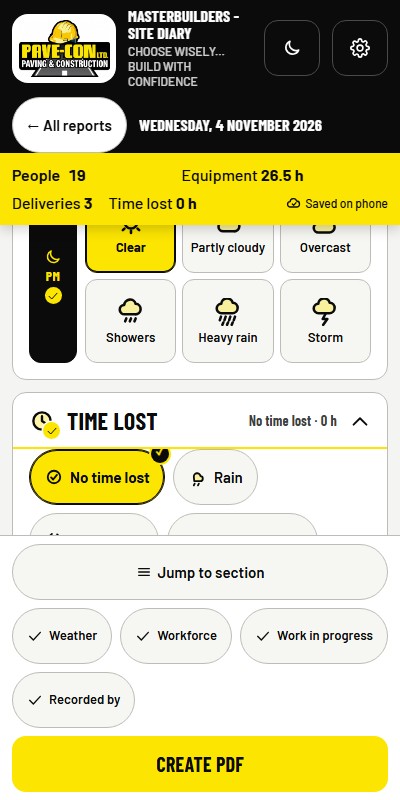 PAVE-CON LTD.
PAVING & CONSTRUCTION
MASTERBUILDERS -
SITE DIARY
CHOOSE WISELY...
BUILD WITH
CONFIDENCE
← All reports
WEDNESDAY, 4 NOVEMBER 2026
People 19
Equipment 26.5 h
Deliveries 3
Time lost 0 h
Saved on phone
PM
Clear
Partly cloudy
Overcast
Showers
Heavy rain
Storm
TIME LOST
No time lost · 0 h
No time lost
Rain
Jump to section
Weather
Workforce
Work in progress
Recorded by
CREATE PDF